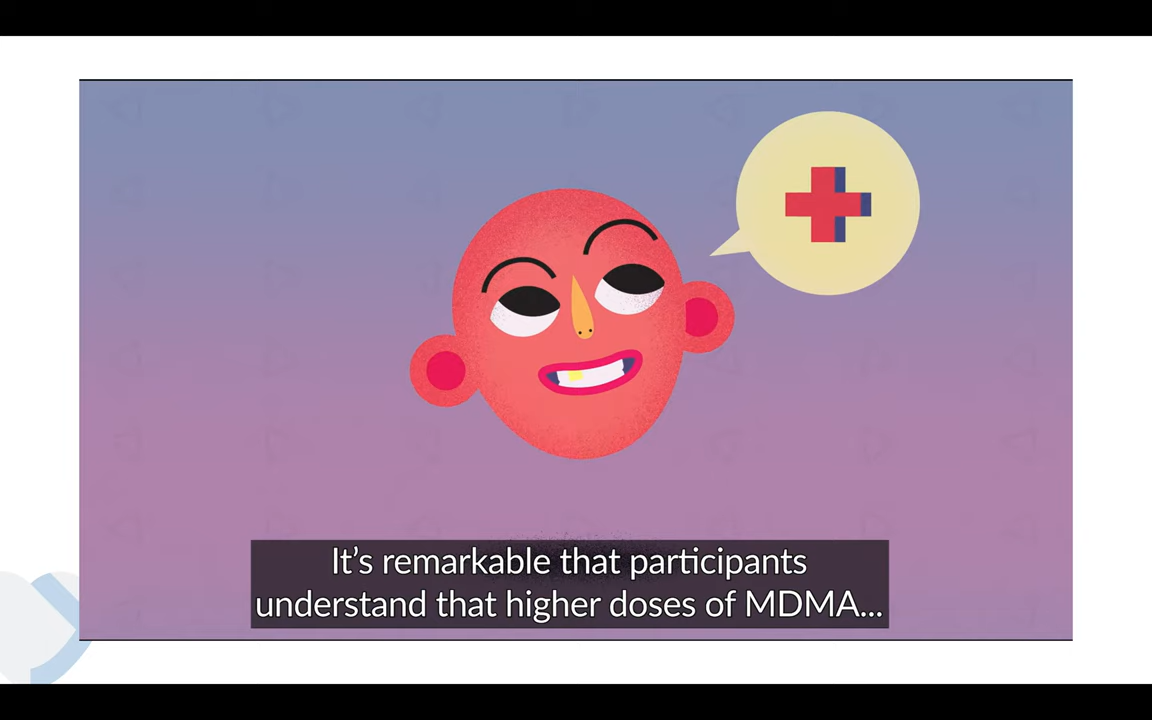 It’s remarkable that participants
understand that higher doses of MDMA...